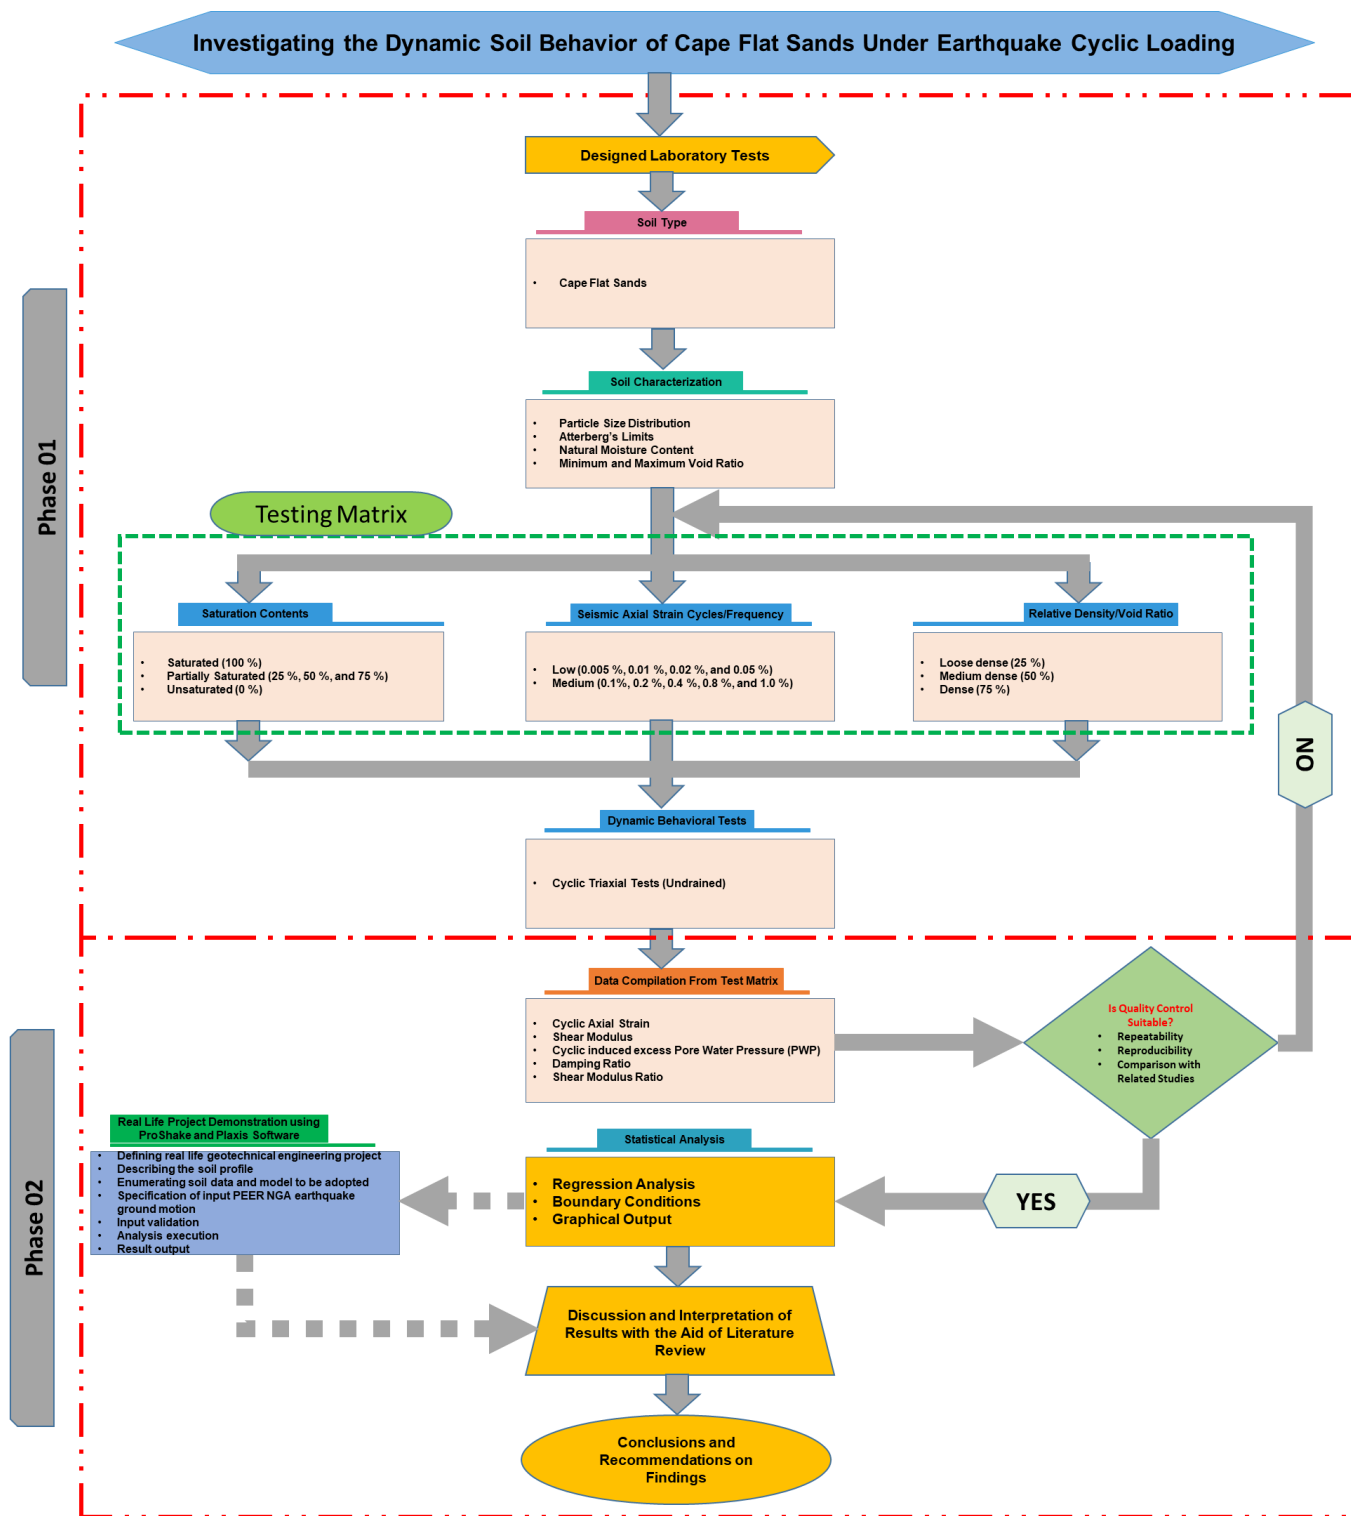 Investigating the Dynamic Soil Behavior of Cape Flat Sands Under Earthquake Cyclic Loading
Designed Laboratory Tests
Soil Type
• Cape Flat Sands
Phase 01
Soil Characterization
• Particle Size Distribution
• Atterberg's Limits
• Natural Moisture Content
• Minimum and Maximum Void Ratio
Testing Matrix
Saturation Contents
• Saturated (100 %)
• Partially Saturated (25 %, 50 %, and 75 %)
• Unsaturated (0 %)
Seismic Axial Strain Cycles/Frequency
• Low (0.005 %, 0.01 %, 0.02 %, and 0.05 %)
• Medium (0.1%, 0.2 %, 0.4 %, 0.8 %, and 1.0 %)
Relative Density/Void Ratio
• Loose dense (25 %)
• Medium dense (50 %)
• Dense (75 %)
NO
Dynamic Behavioral Tests
• Cyclic Triaxial Tests (Undrained)
Phase 02
Data Compilation From Test Matrix
• Cyclic Axial Strain
• Shear Modulus
• Cyclic induced excess Pore Water Pressure (PWP)
• Damping Ratio
• Shear Modulus Ratio
Is Quality Control
Suitable?
• Repeatability
• Reproducibility
• Comparison with
Related Studies
YES
Statistical Analysis
• Regression Analysis
• Boundary Conditions
• Graphical Output
Real Life Project Demonstration using
ProShake and Plaxis Software
• Defining real life geotechnical engineering project
• Describing the soil profile
• Enumerating soil data and model to be adopted
• Specification of input PEER NGA earthquake
ground motion
• Input validation
• Analysis execution
• Result output
Discussion and Interpretation of
Results with the Aid of Literature
Review
Conclusions and
Recommendations on
Findings